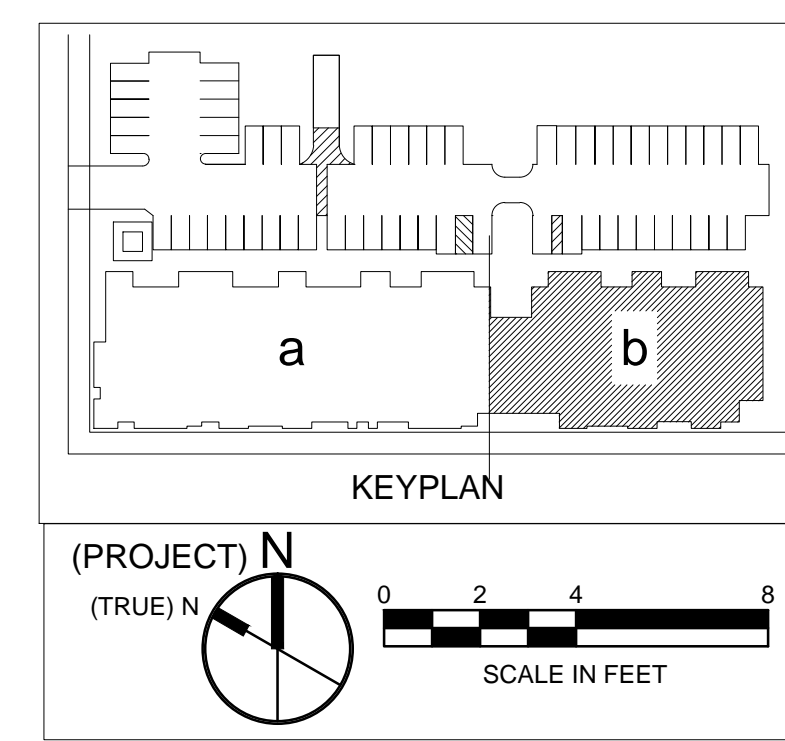 a
b
KEYPLAN
(PROJECT) N
(TRUE) N
0 2 4 8
SCALE IN FEET